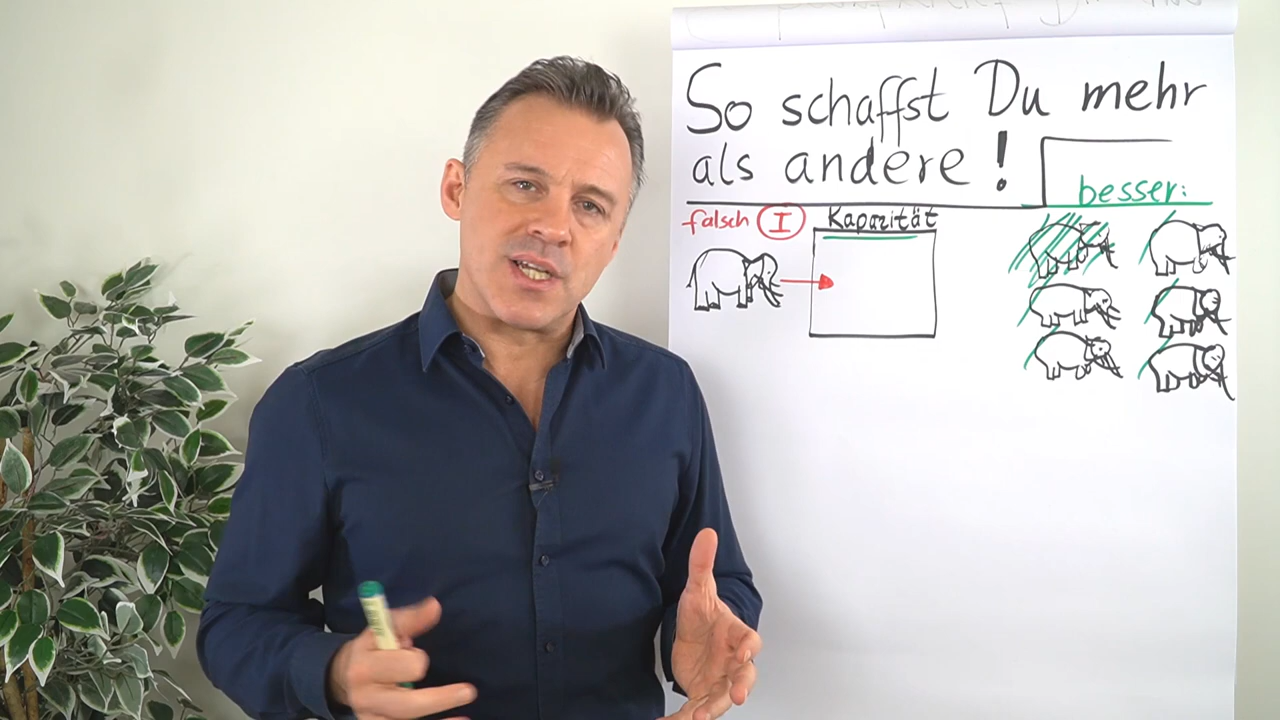 So schaffst Du mehr
als andere!
besser:
falsch I Kapazität